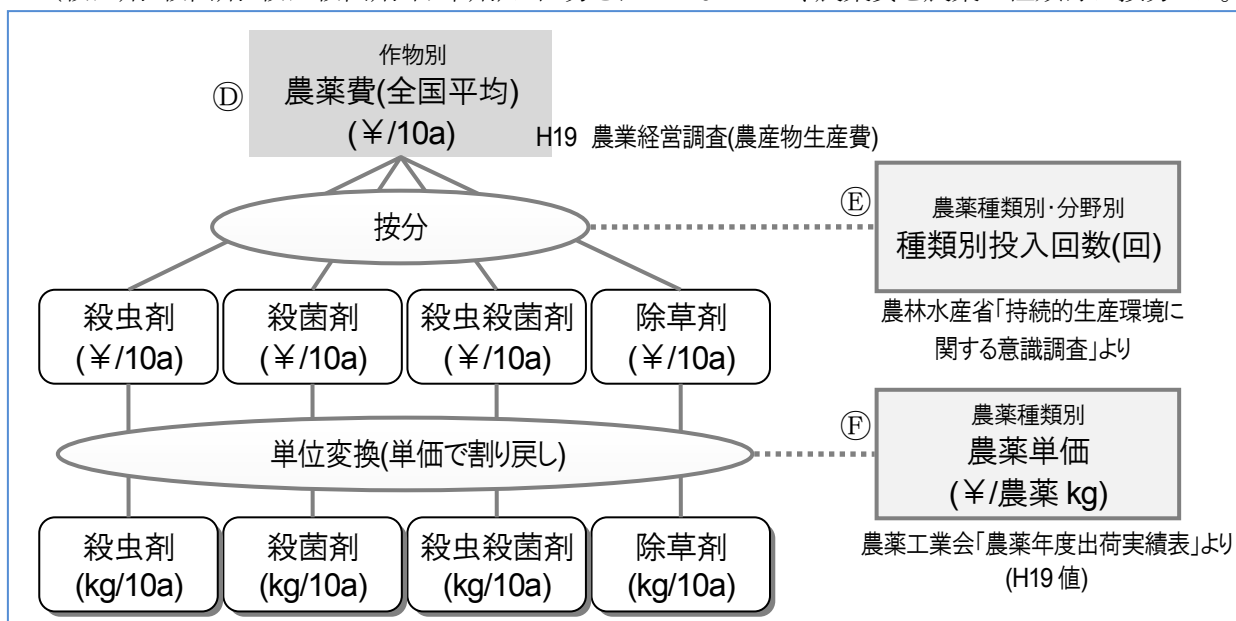 作物別
Ⓓ
農薬費(全国平均)
(￥/10a)
H19 農業経営調査(農産物生産費)
按分
Ⓔ
農薬種類別･分野別
種類別投入回数(回)
農林水産省｢持続的生産環境に
関する意識調査｣より
殺虫剤
(￥/10a)
殺菌剤
(￥/10a)
殺虫殺菌剤
(￥/10a)
除草剤
(￥/10a)
単位変換(単価で割り戻し)
Ⓕ
農薬種類別
農薬単価
(￥/農薬 kg)
農薬工業会｢農薬年度出荷実績表｣より
(H19 値)
殺虫剤
(kg/10a)
殺菌剤
(kg/10a)
殺虫殺菌剤
(kg/10a)
除草剤
(kg/10a)